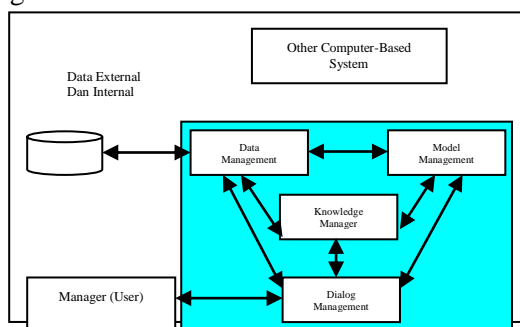 g
Other Computer-Based
System
Data External
Dan Internal
Data
Management
Model
Management
Knowledge
Manager
Manager (User)
Dialog
Management